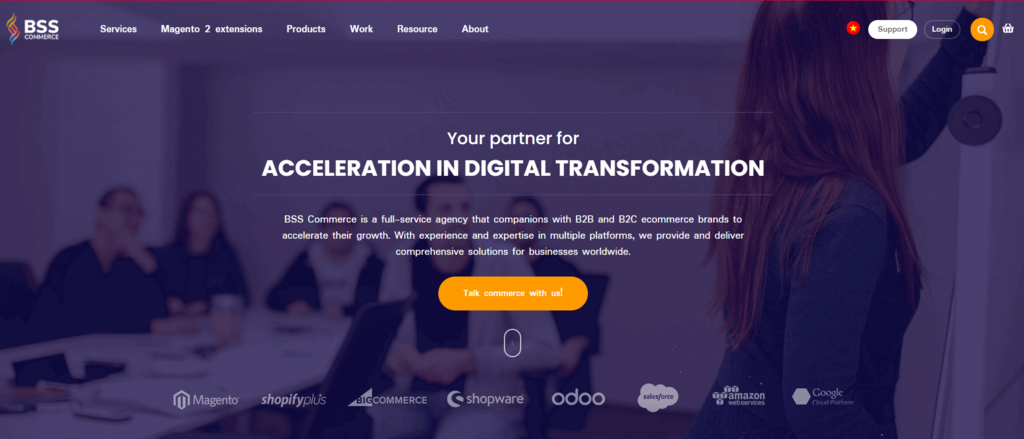 BSS
COMMERCE
Services Magento 2 extensions Products Work Resource About
Support Login
Your partner for
ACCELERATION IN DIGITAL TRANSFORMATION
BSS Commerce is a full-service agency that companions with B2B and B2C ecommerce brands to
accelerate their growth. With experience and expertise in multiple platforms, we provide and deliver
comprehensive solutions for businesses worldwide.
Talk commerce with us!
Magento shopifyplus BIGCOMMERCE shopware odoo salesforce amazon
webservices
Google
Cloud Platform